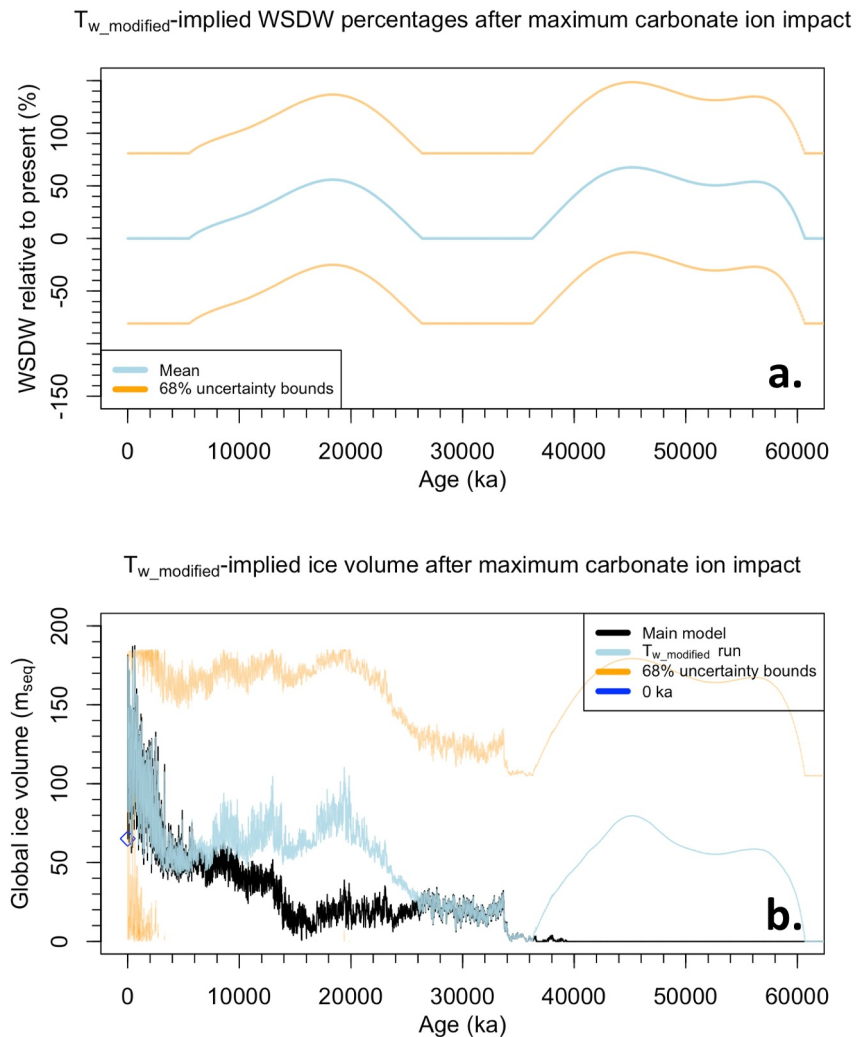 Tw_modified-implied WSDW percentages after maximum carbonate ion impact
WSDW relative to present (%)
100
50
0
-50
-150
Mean
68% uncertainty bounds
a.
0 10000 20000 30000 40000 50000 60000
Age (ka)
Tw_modified-implied ice volume after maximum carbonate ion impact
Global ice volume (mseq)
200
150
100
50
0
Main model
Tw_modified run
68% uncertainty bounds
0 ka
b.
0 10000 20000 30000 40000 50000 60000
Age (ka)